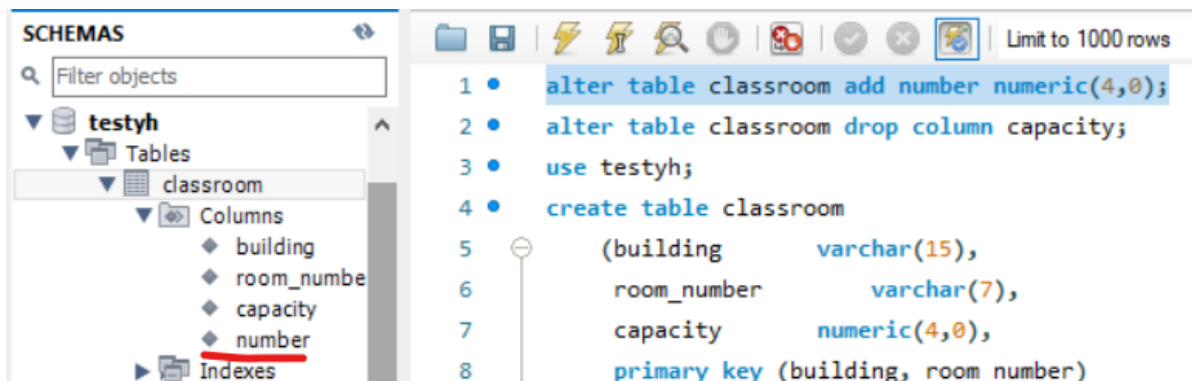 SCHEMAS
Filter objects
testyh
Tables
classroom
Columns
building
room_numbe
capacity
number
Indexes
Limit to 1000 rows
1 alter table classroom add number numeric(4,0);
2 alter table classroom drop column capacity;
3 use testyh;
4 create table classroom
5 (building varchar(15),
6 room_number varchar(7),
7 capacity numeric(4,0),
8 primary key (building, room_number)